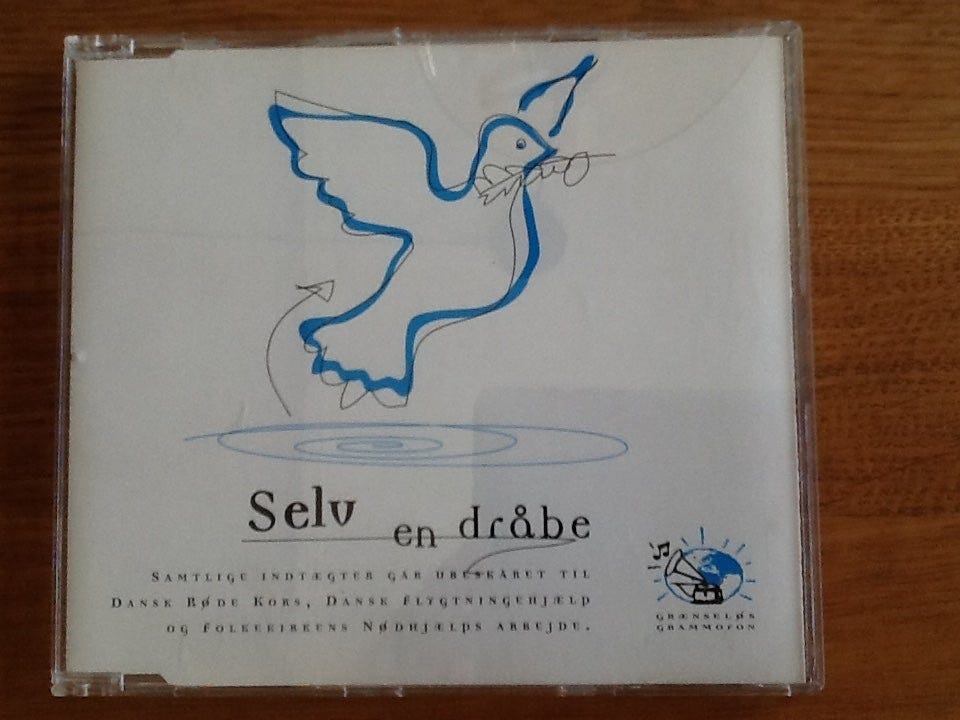 Selv en dråbe
Samtlige indtægter går ubeskåret til
Dansk Røde Kors, Dansk Flygtningehjælp
og Folkekirkens Nødhjælps arbejde.
Grænseløs
Grammofon